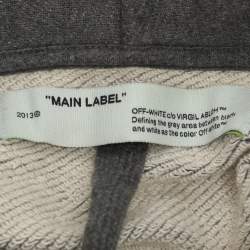 "MAIN LABEL"
2013©
OFF-WHITE c/o VIRGIL ABLOH™
Defining the grey area between black
and white as the color Off-white™